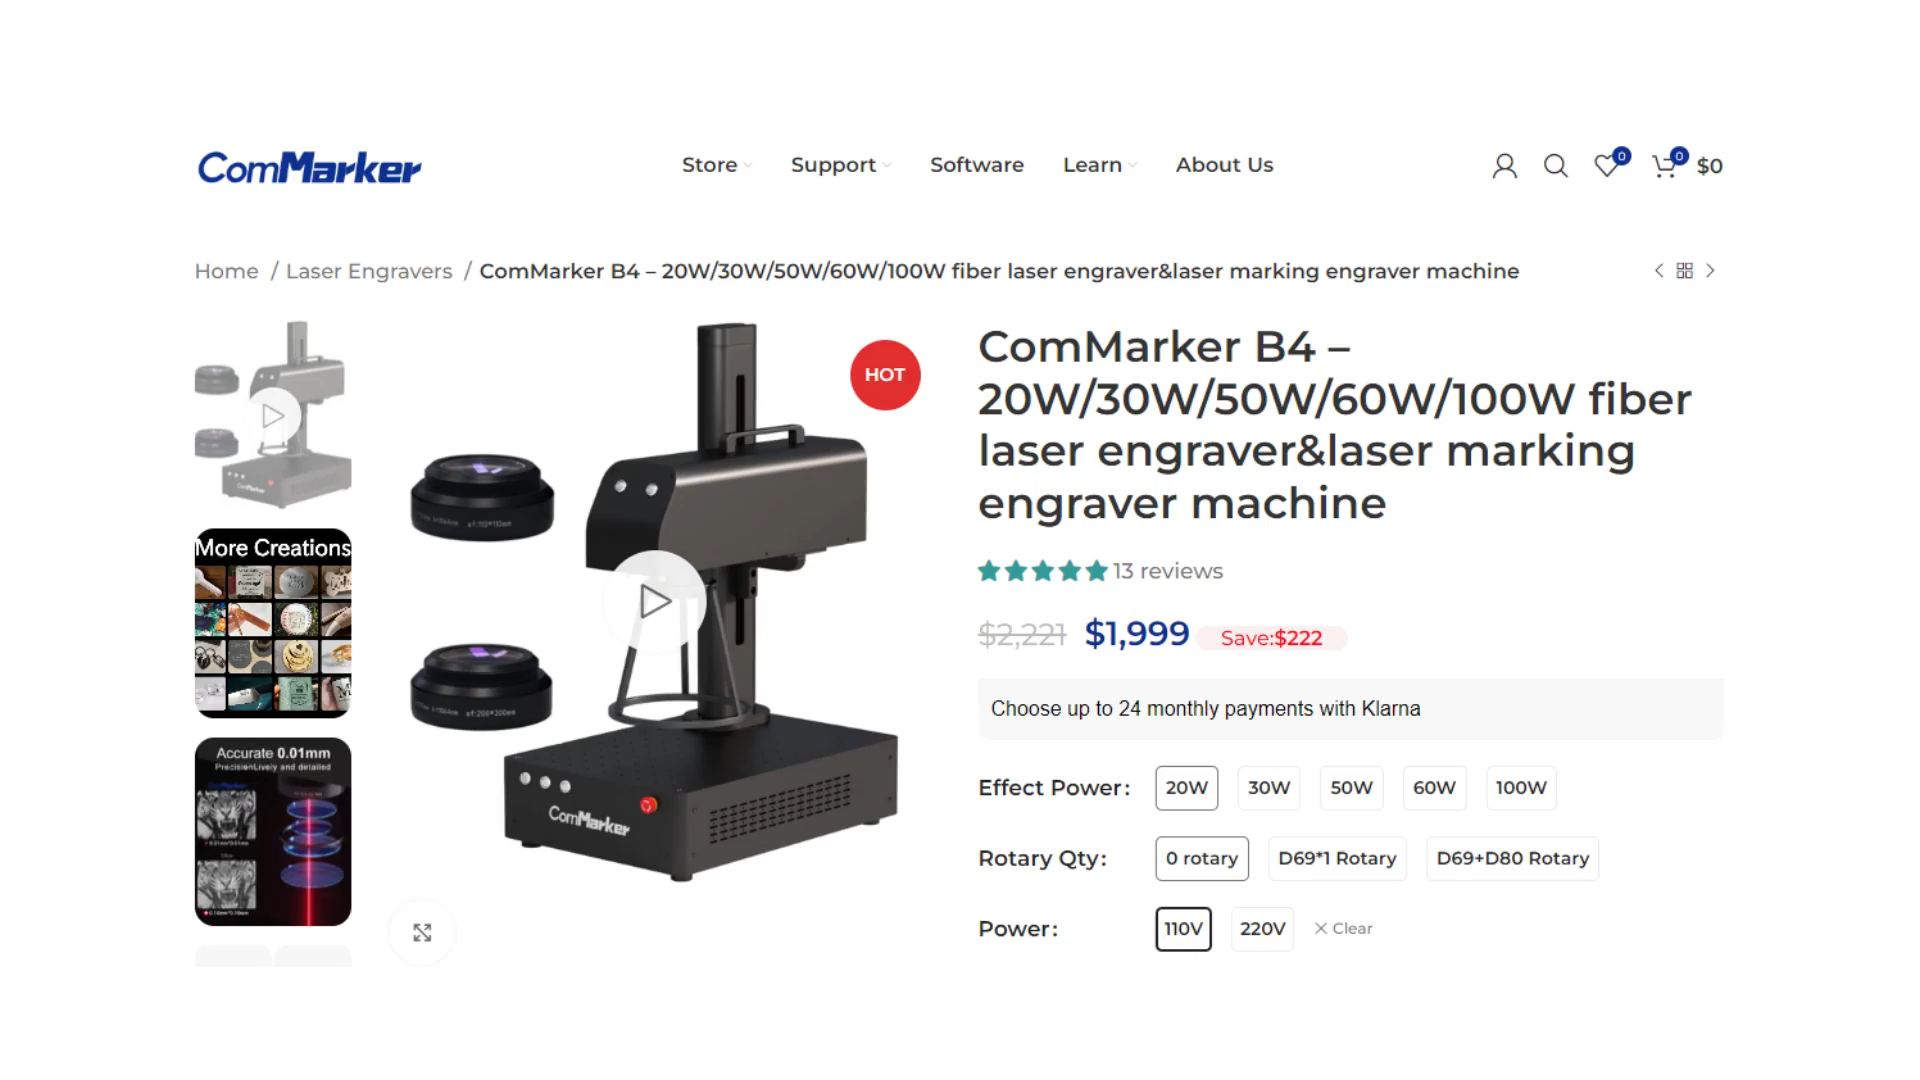 ComMarker
Store
Support
Software
Learn
About Us
0
0
$0
Home / Laser Engravers / ComMarker B4 – 20W/30W/50W/60W/100W fiber laser engraver&laser marking engraver machine
HOT
More Creations
Accurate 0.01mm
PrecisionLively and detailed
ComMarker
ComMarker B4 –
20W/30W/50W/60W/100W fiber
laser engraver&laser marking
engraver machine
13 reviews
$2,221 $1,999 Save:$222
Choose up to 24 monthly payments with Klarna
Effect Power: 20W 30W 50W 60W 100W
Rotary Qty: 0 rotary D69*1 Rotary D69+D80 Rotary
Power: 110V 220V Clear